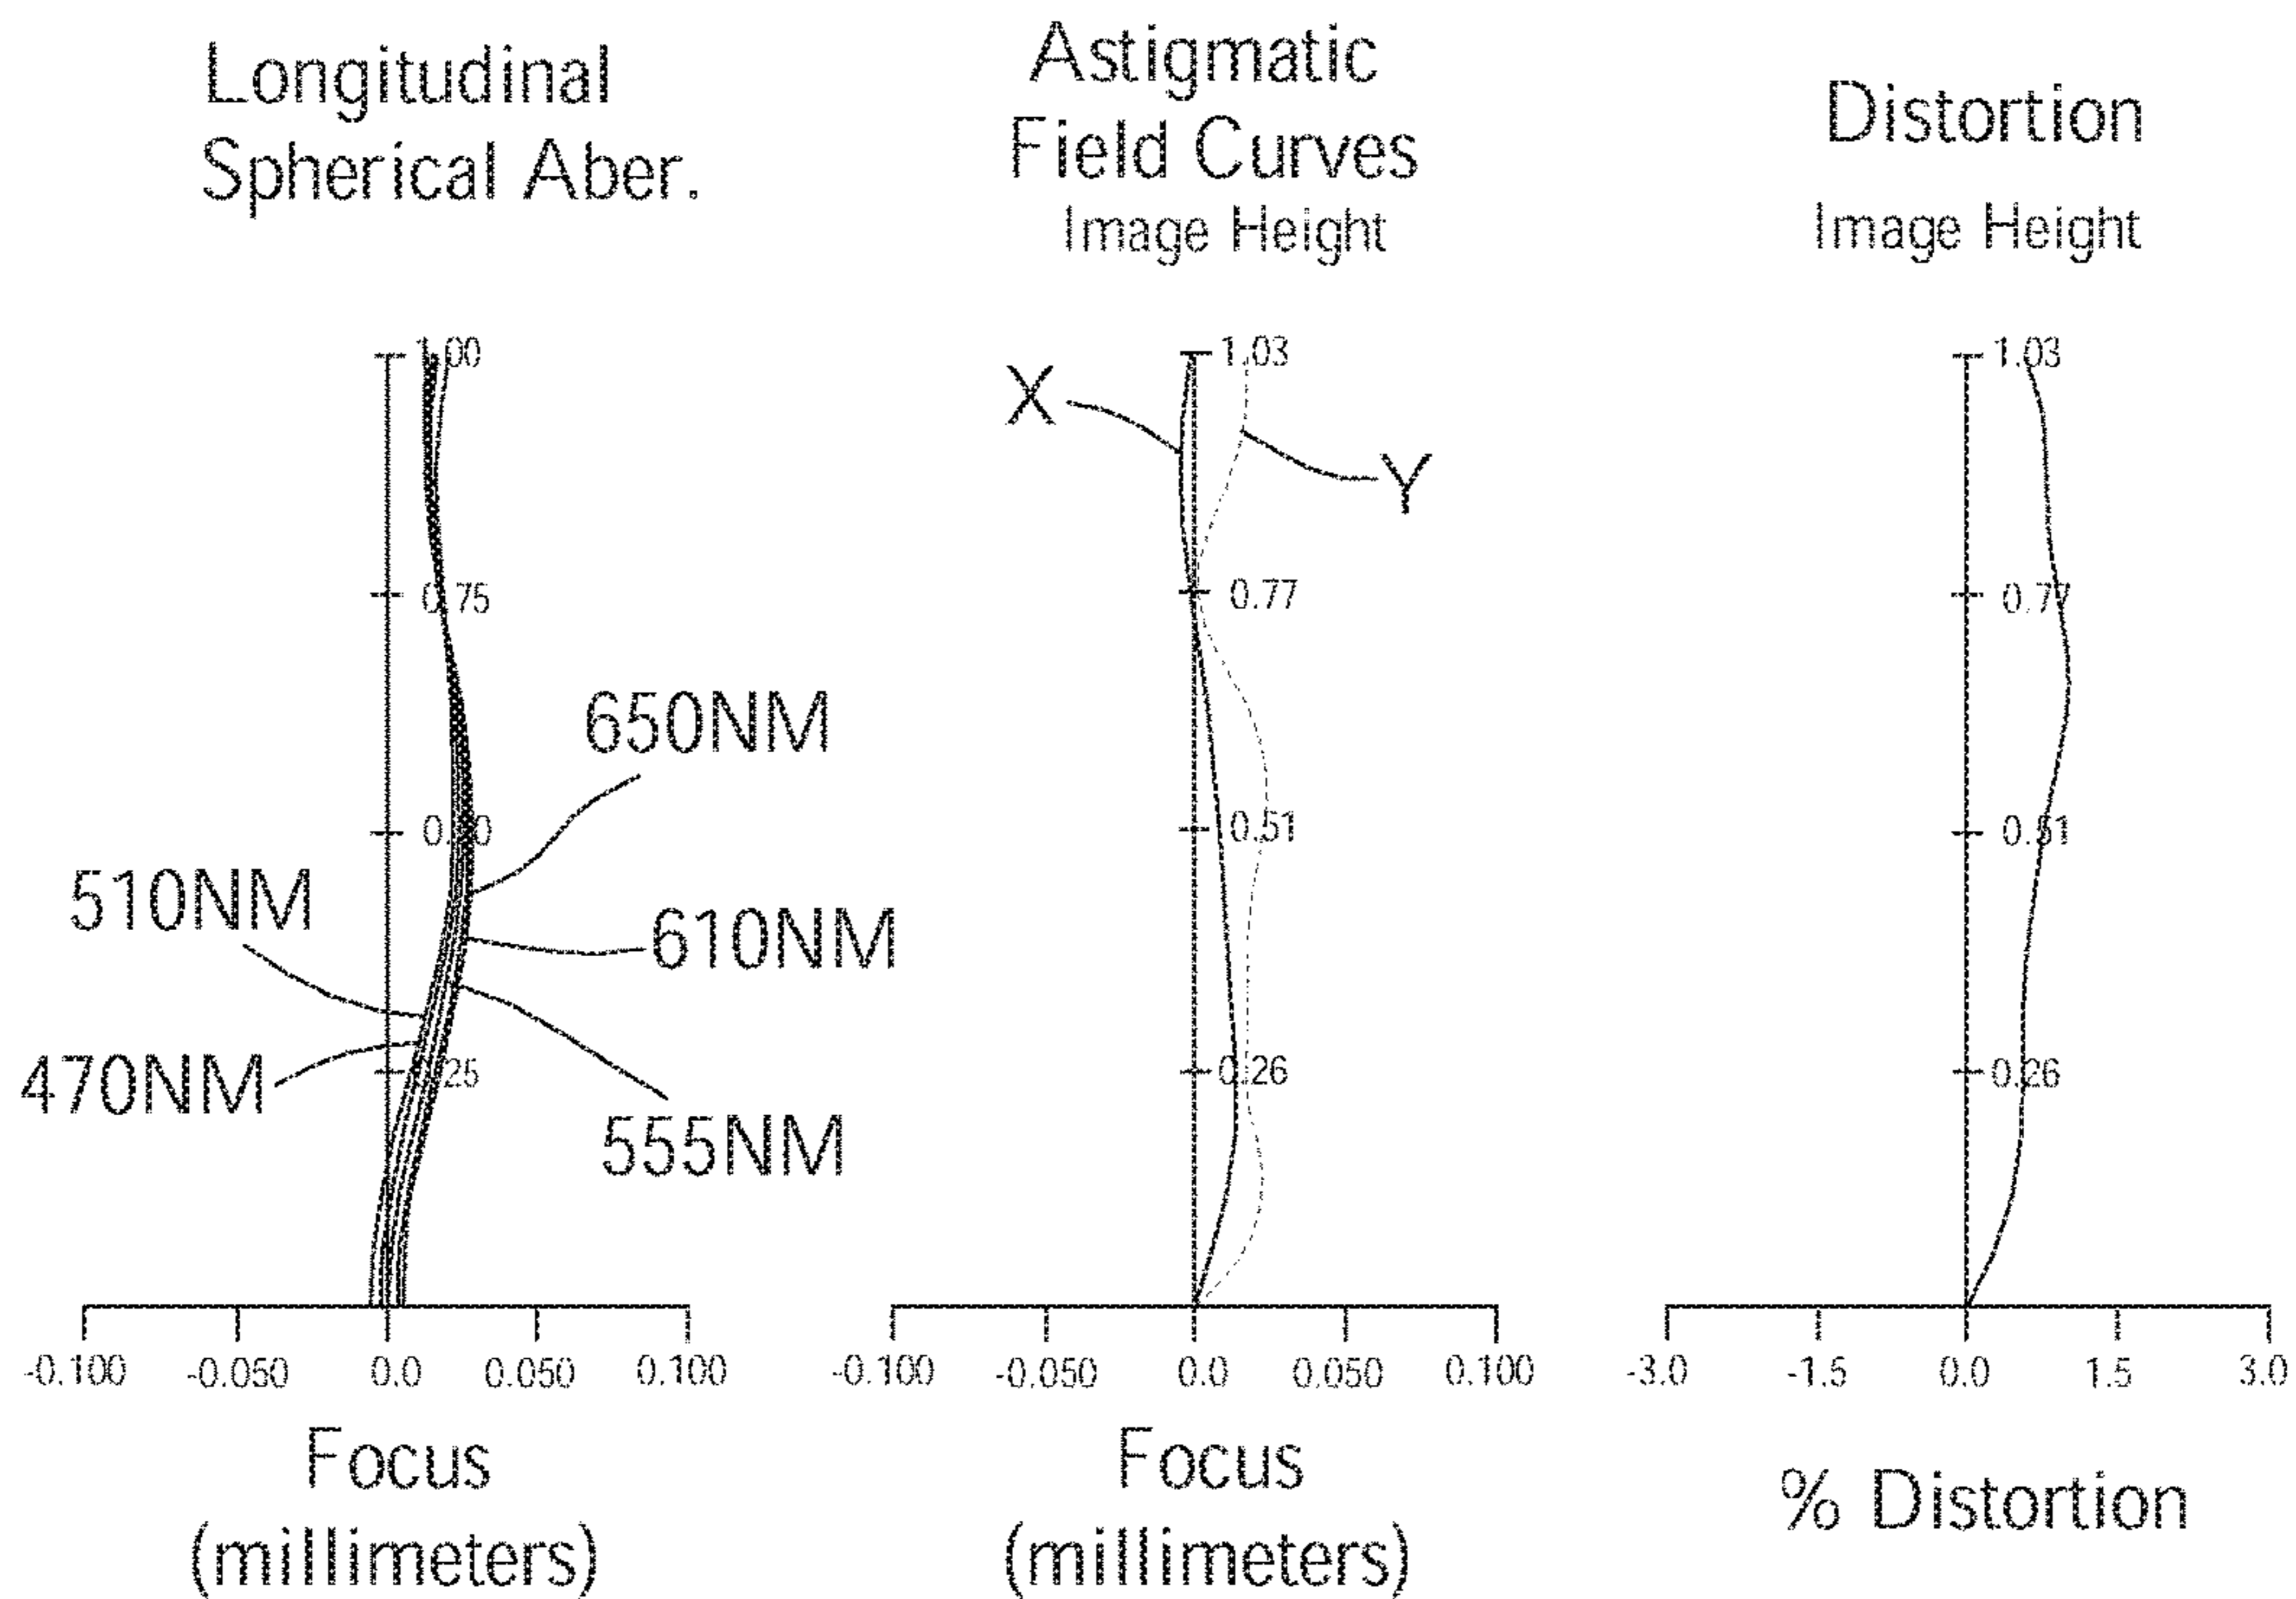 Longitudinal
Spherical Aber.
1.00
0.75
0.50
650NM
510NM
610NM
470NM
.25
555NM
-0.100 -0.050 0.0 0.050 0.100
Focus
(millimeters)
Astigmatic
Field Curves
Image Height
1.03
X
Y
0.77
0.51
0.26
-0.100 -0.050 0.0 0.050 0.100
Focus
(millimeters)
Distortion
Image Height
1.03
0.77
0.51
0.26
-3.0 -1.5 0.0 1.5 3.0
% Distortion